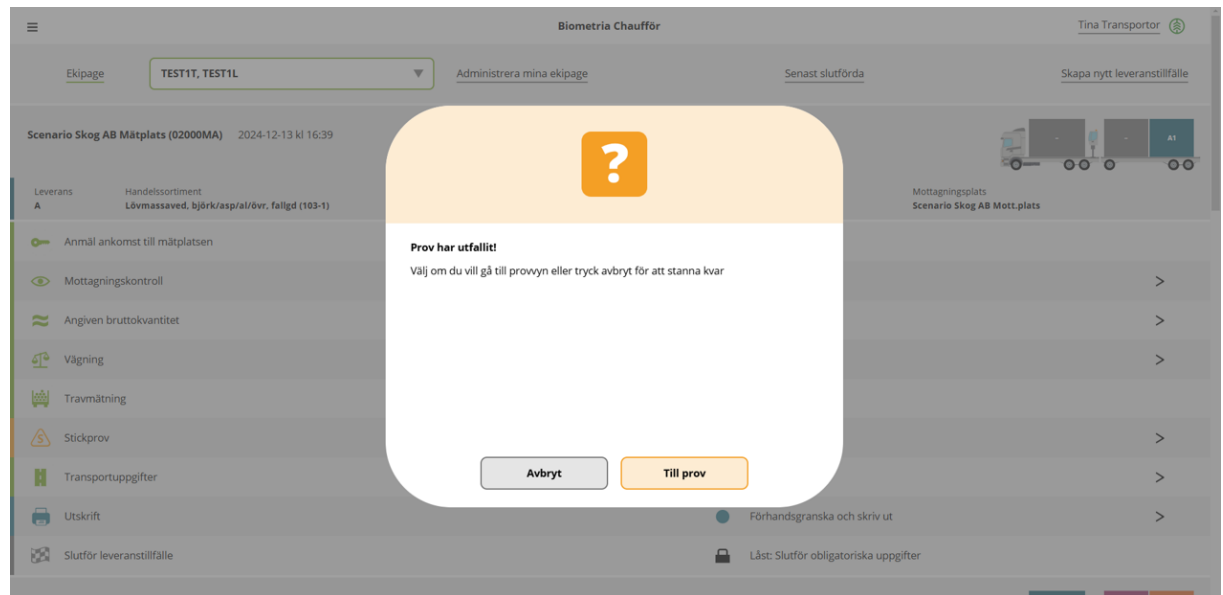 Biometria Chaufför
Tina Transportor
Ekipage
TEST1T, TEST1L
Administrera mina ekipage
Senast slutförda
Skapa nytt leveranstillfälle
Scenario Skog AB Mätplats (02000MA) 2024-12-13 kl 16:39
- - A1
Leverans
A
Handelssortiment
Lövmassaved, björk/asp/al/övr, fallgd (103-1)
Mottagningsplats
Scenario Skog AB Mott.plats
?
Prov har utfallit!
Välj om du vill gå till provvyn eller tryck avbryt för att stanna kvar
Avbryt
Till prov
Anmäl ankomst till mätplatsen
Mottagningskontroll >
Angiven bruttokvantitet >
Vägning >
Travmätning
S Stickprov >
Transportuppgifter >
Utskrift
Förhandsgranska och skriv ut >
Slutför leveranstillfälle
Låst: Slutför obligatoriska uppgifter